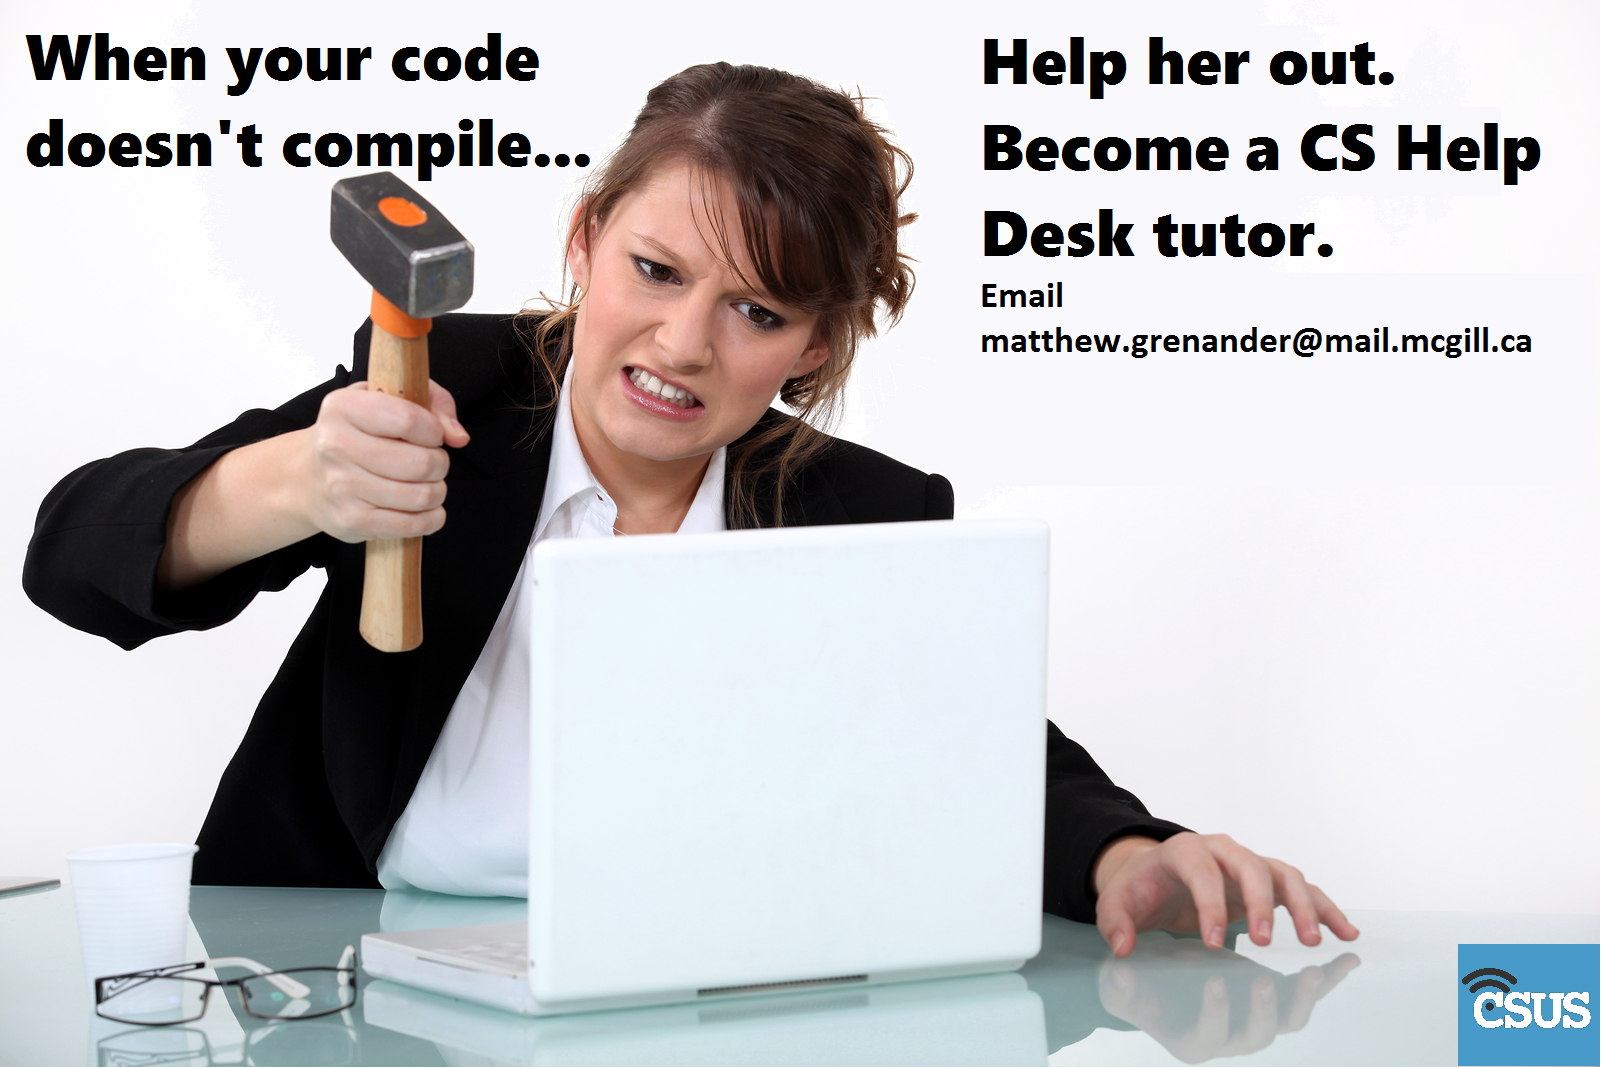 When your code
doesn't compile...
Help her out.
Become a CS Help
Desk tutor.
Email
matthew.grenander@mail.mcgill.ca
CSUS